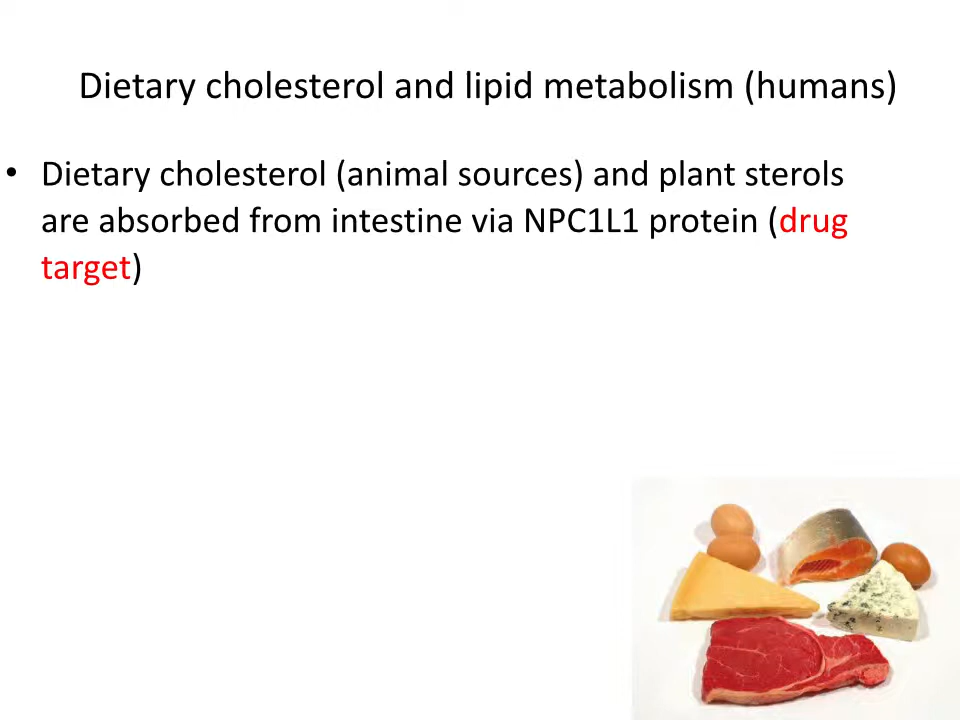 Dietary cholesterol and lipid metabolism (humans)
• Dietary cholesterol (animal sources) and plant sterols
are absorbed from intestine via NPC1L1 protein (drug
target)